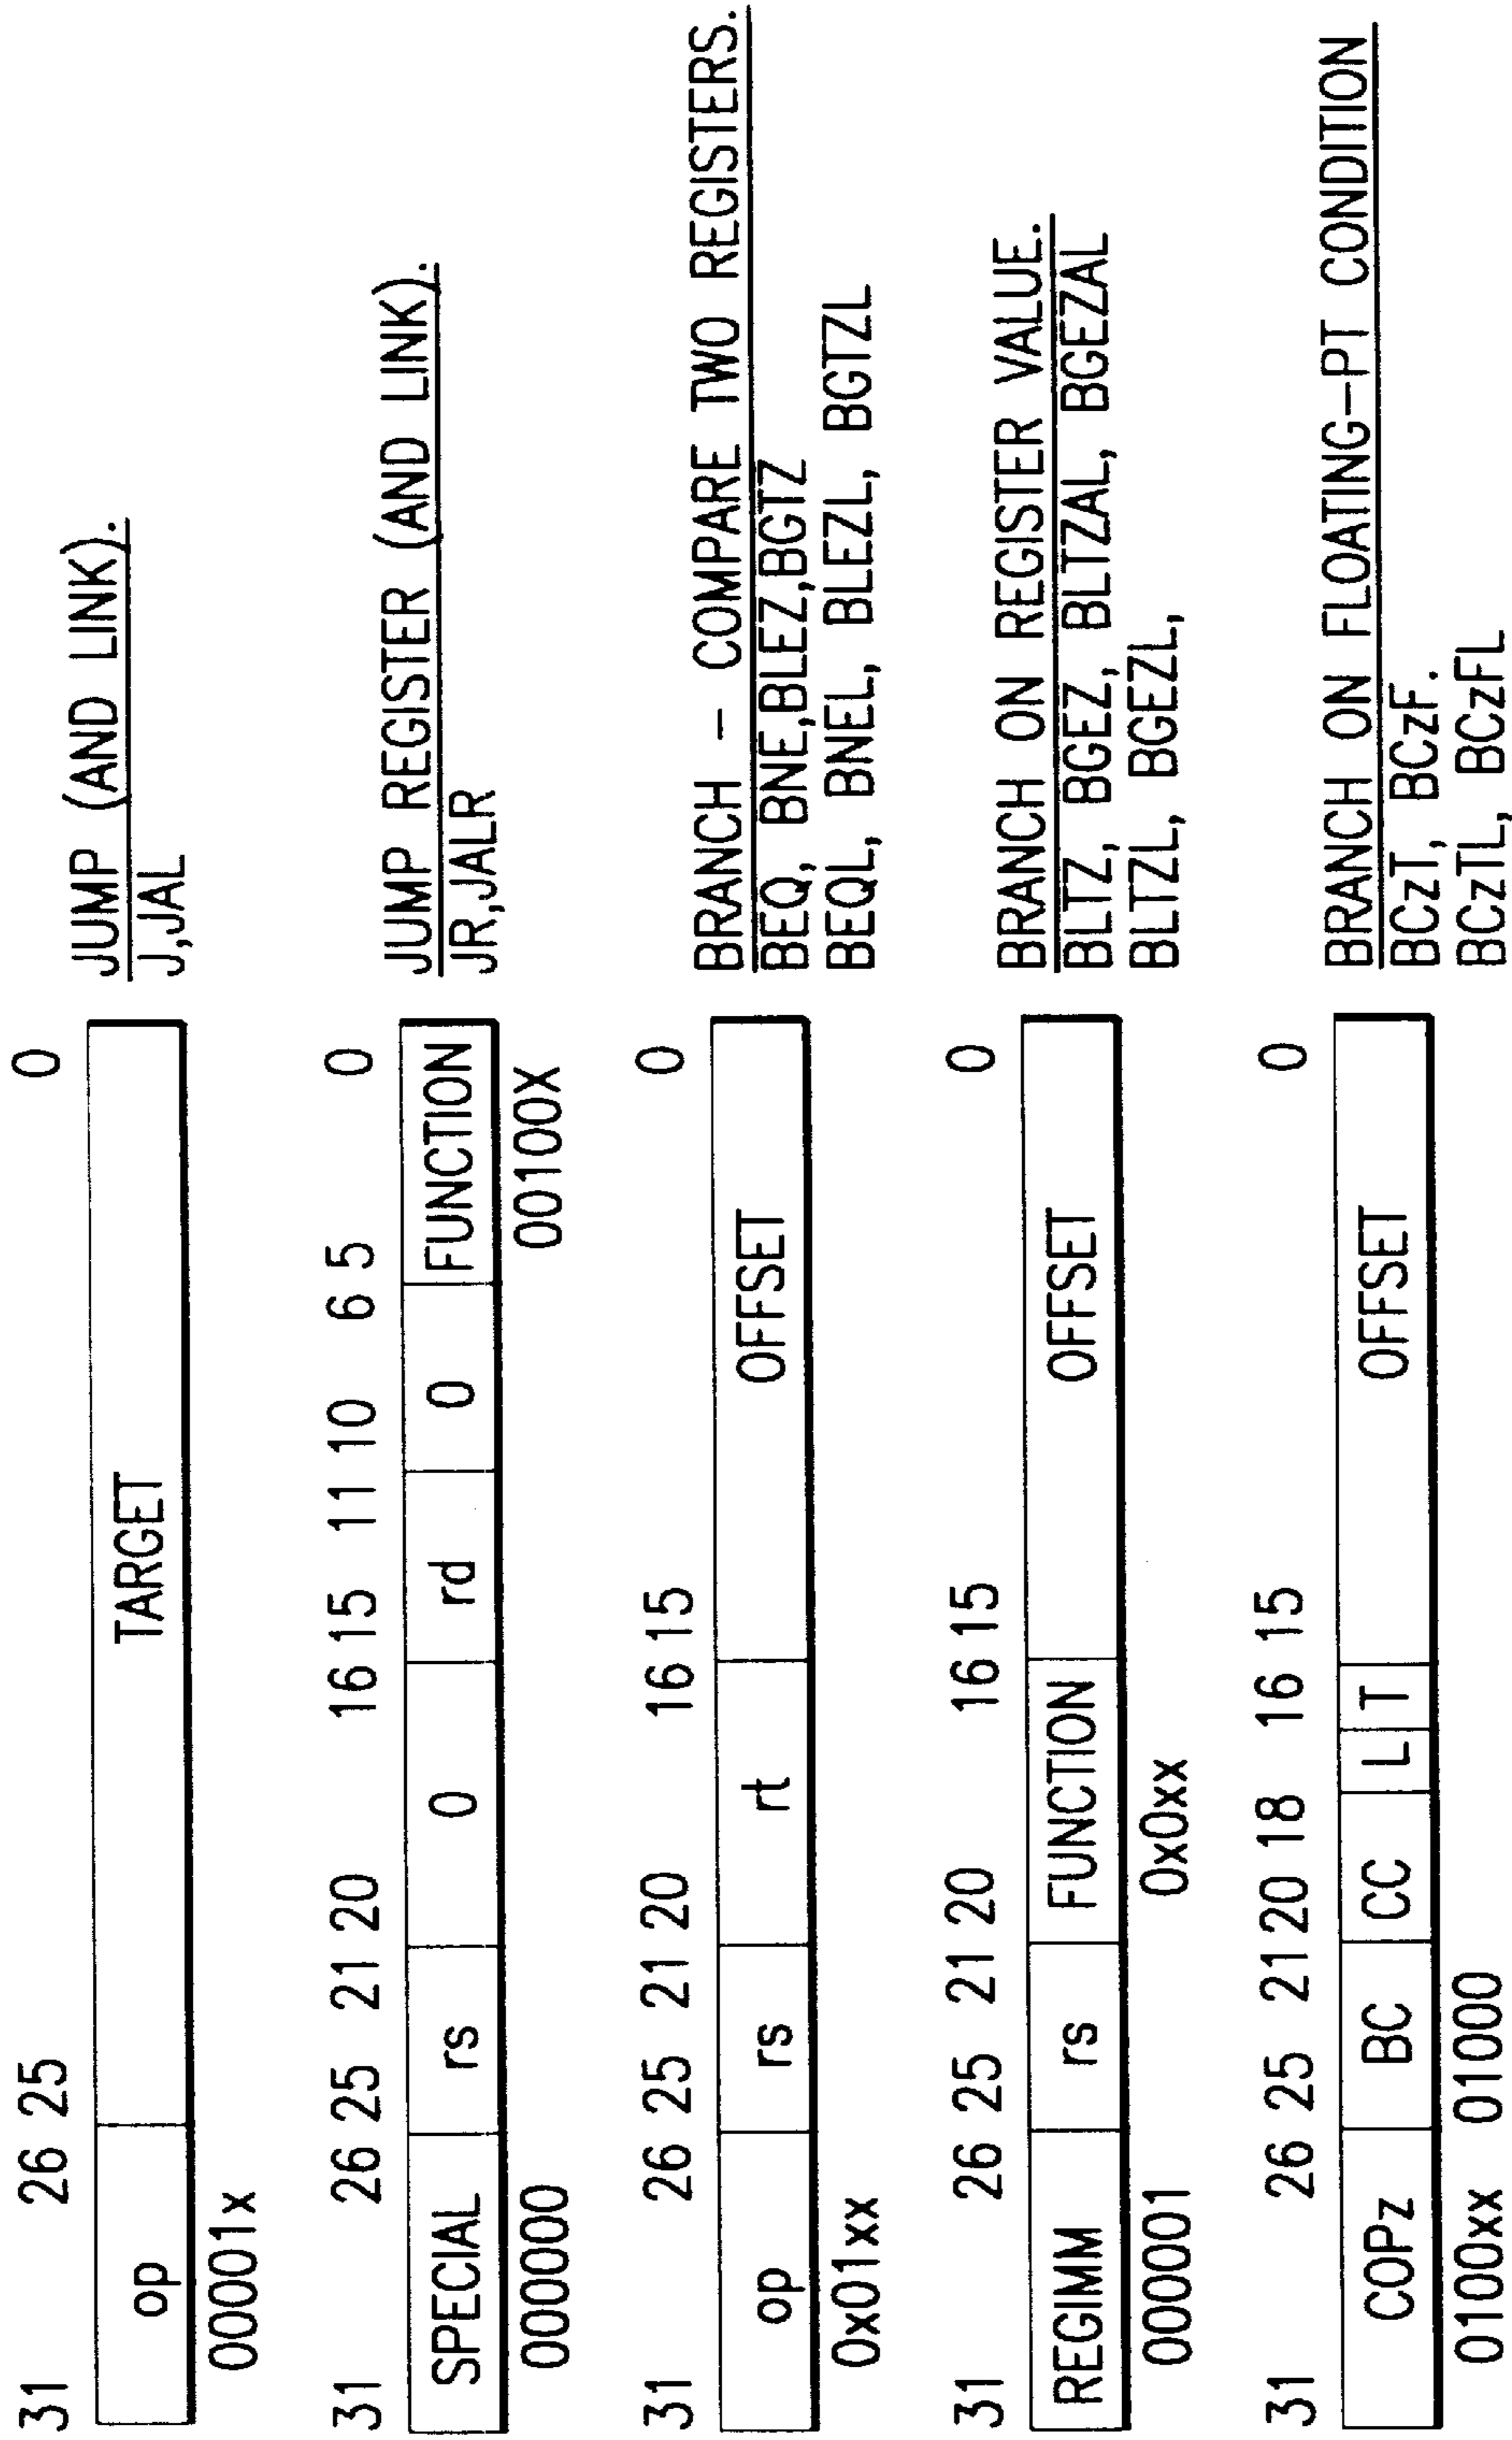 31 26 25 0
op TARGET
00001x
JUMP (AND LINK).
J,JAL
31 26 25 21 20 16 15 11 10 6 5 0
SPECIAL rs 0 rd 0 FUNCTION
000000 00100X
JUMP REGISTER (AND LINK).
JR,JALR
31 26 25 21 20 16 15 0
op rs rt OFFSET
0x01xx
BRANCH - COMPARE TWO REGISTERS.
BEQ, BNE,BLEZ,BGTZ
BEQL, BNEL, BLEZL, BGTZL
31 26 25 21 20 16 15 0
REGIMM rs FUNCTION OFFSET
000001 0x0xx
BRANCH ON REGISTER VALUE.
BLTZ, BGEZ, BLTZAL, BGEZAL
BLTZL, BGEZL,
31 26 25 21 20 18 16 15 0
COPz BC CC L T OFFSET
0100xx 01000
BRANCH ON FLOATING-PT CONDITION
BCzT, BCzF.
BCzTL, BCzFL